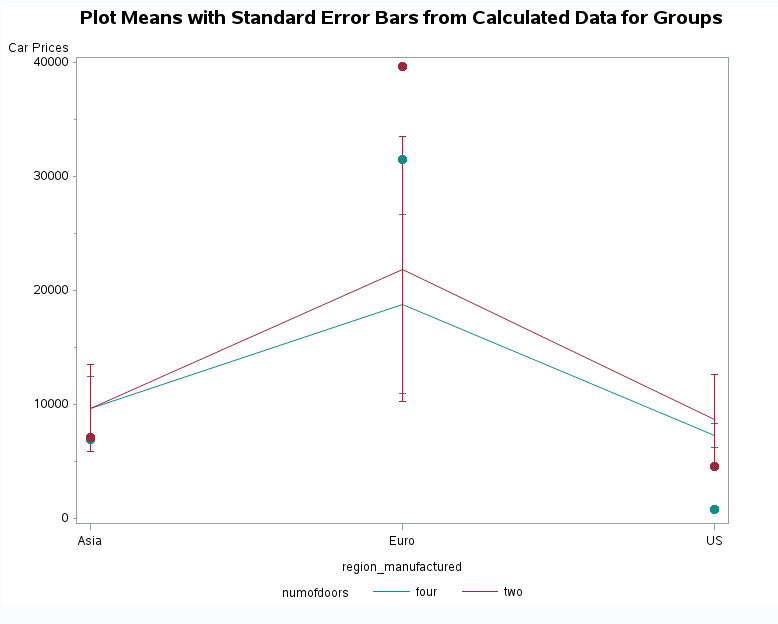 Plot Means with Standard Error Bars from Calculated Data for Groups
Car Prices
40000
30000
20000
10000
0
Asia Euro US
region_manufactured
numofdoors four two